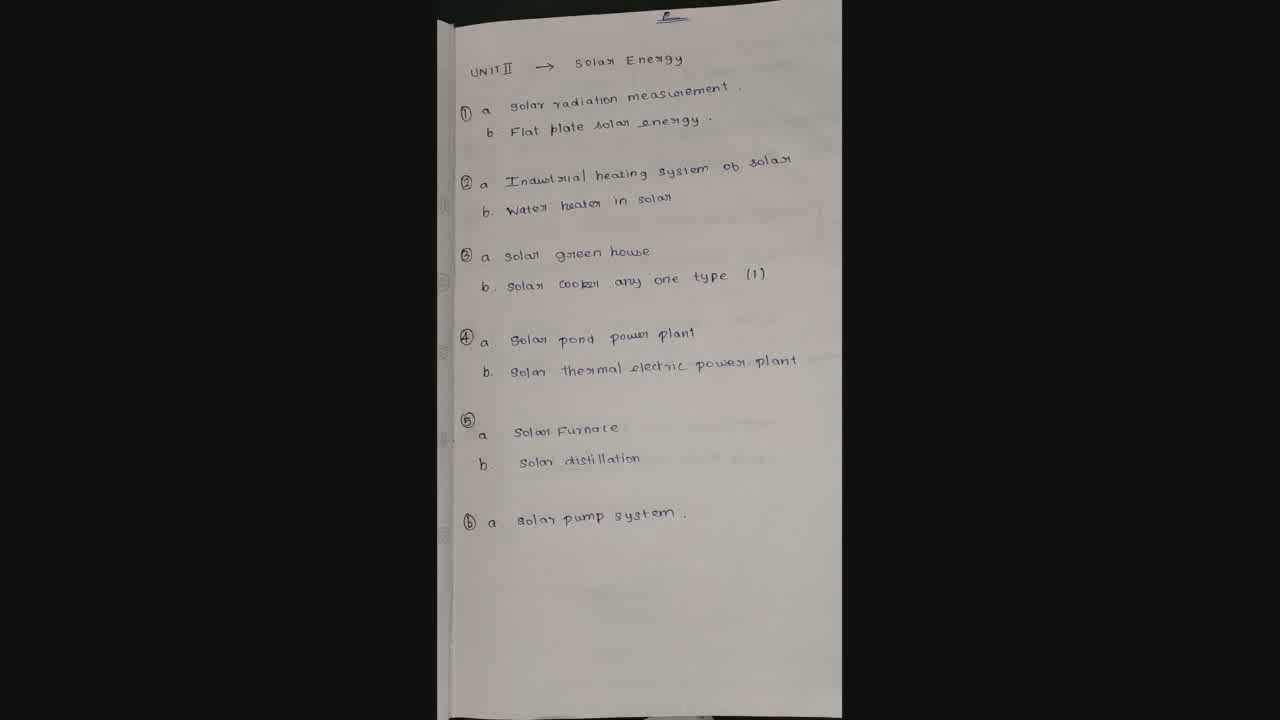 UNIT II → Solar Energy
① a solar radiation measurement.
b Flat plate solar energy.
② a Industrial heating system of solar
b. Water heater in solar
③ a solar green house
b. Solar cooker any one type (1)
④ a Solar pond power plant
b. Solar thermal electric power plant
⑤
a Solar Furnace
b Solar distillation
⑥ a. solar pump system.